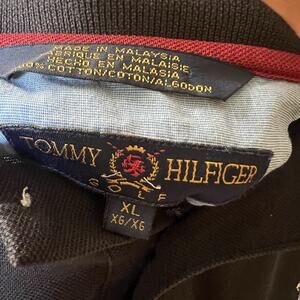 MADE IN MALAYSIA
FABRIQUE EN MALAISIE
HECHO EN MALASIA
100% COTTON/COTON/ALGODON
TOMMY HILFIGER
GOLF
XL
XG/XG